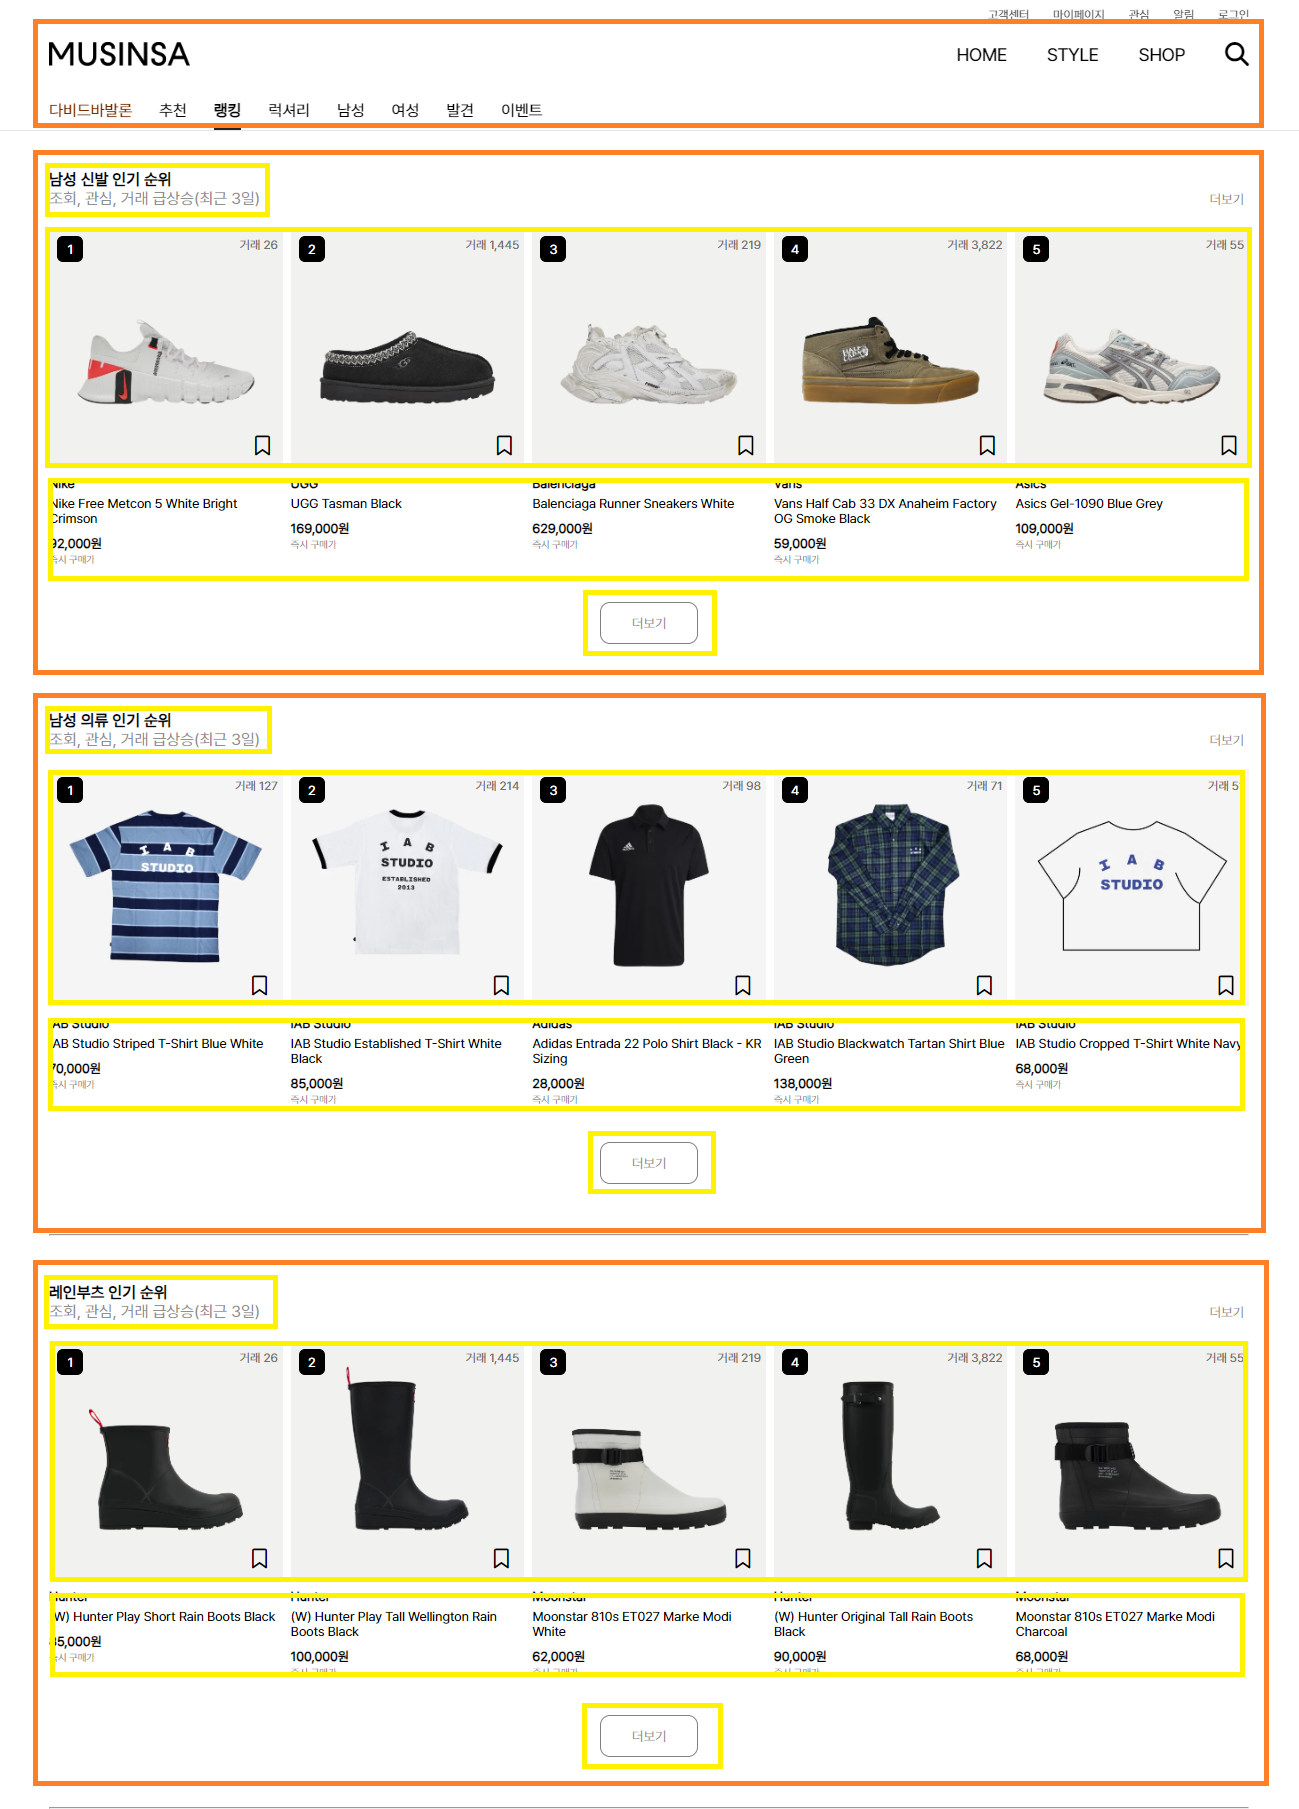 고객센터 마이페이지 관심 알림 로그인
MUSINSA
HOME STYLE SHOP
다비드바발론 추천 랭킹 럭셔리 남성 여성 발견 이벤트
남성 신발 인기 순위
조회, 관심, 거래 급상승(최근 3일)
더보기
1 거래 26 2 거래 1,445 3 거래 219 4 거래 3,822 5 거래 55
HALF CAB
Nike UGG Balenciaga Vans Asics
Nike Free Metcon 5 White Bright Crimson
92,000원
즉시 구매가
UGG Tasman Black
169,000원
즉시 구매가
Balenciaga Runner Sneakers White
629,000원
즉시 구매가
Vans Half Cab 33 DX Anaheim Factory
OG Smoke Black
59,000원
즉시 구매가
Asics Gel-1090 Blue Grey
109,000원
즉시 구매가
더보기
남성 의류 인기 순위
조회, 관심, 거래 급상승(최근 3일)
더보기
1 거래 127 2 거래 214 3 거래 98 4 거래 71 5 거래
I A B
STUDIO
I A B
STUDIO
ESTABLISHED
2013
adidas
I A B
STUDIO
IAB Studio IAB Studio Adidas IAB Studio IAB Studio
IAB Studio Striped T-Shirt Blue White
70,000원
즉시 구매가
IAB Studio Established T-Shirt White
Black
85,000원
즉시 구매가
Adidas Entrada 22 Polo Shirt Black - KR
Sizing
28,000원
즉시 구매가
IAB Studio Blackwatch Tartan Shirt Blue
Green
138,000원
즉시 구매가
IAB Studio Cropped T-Shirt White Navy
68,000원
즉시 구매가
더보기
레인부츠 인기 순위
조회, 관심, 거래 급상승(최근 3일)
더보기
1 거래 26 2 거래 1,445 3 거래 219 4 거래 3,822 5 거래 55
Hunter Hunter Moonstar Hunter Moonstar
(W) Hunter Play Short Rain Boots Black
85,000원
즉시 구매가
(W) Hunter Play Tall Wellington Rain
Boots Black
100,000원
즉시 구매가
Moonstar 810s ET027 Marke Modi
White
62,000원
즉시 구매가
(W) Hunter Original Tall Rain Boots
Black
90,000원
즉시 구매가
Moonstar 810s ET027 Marke Modi
Charcoal
68,000원
즉시 구매가
더보기